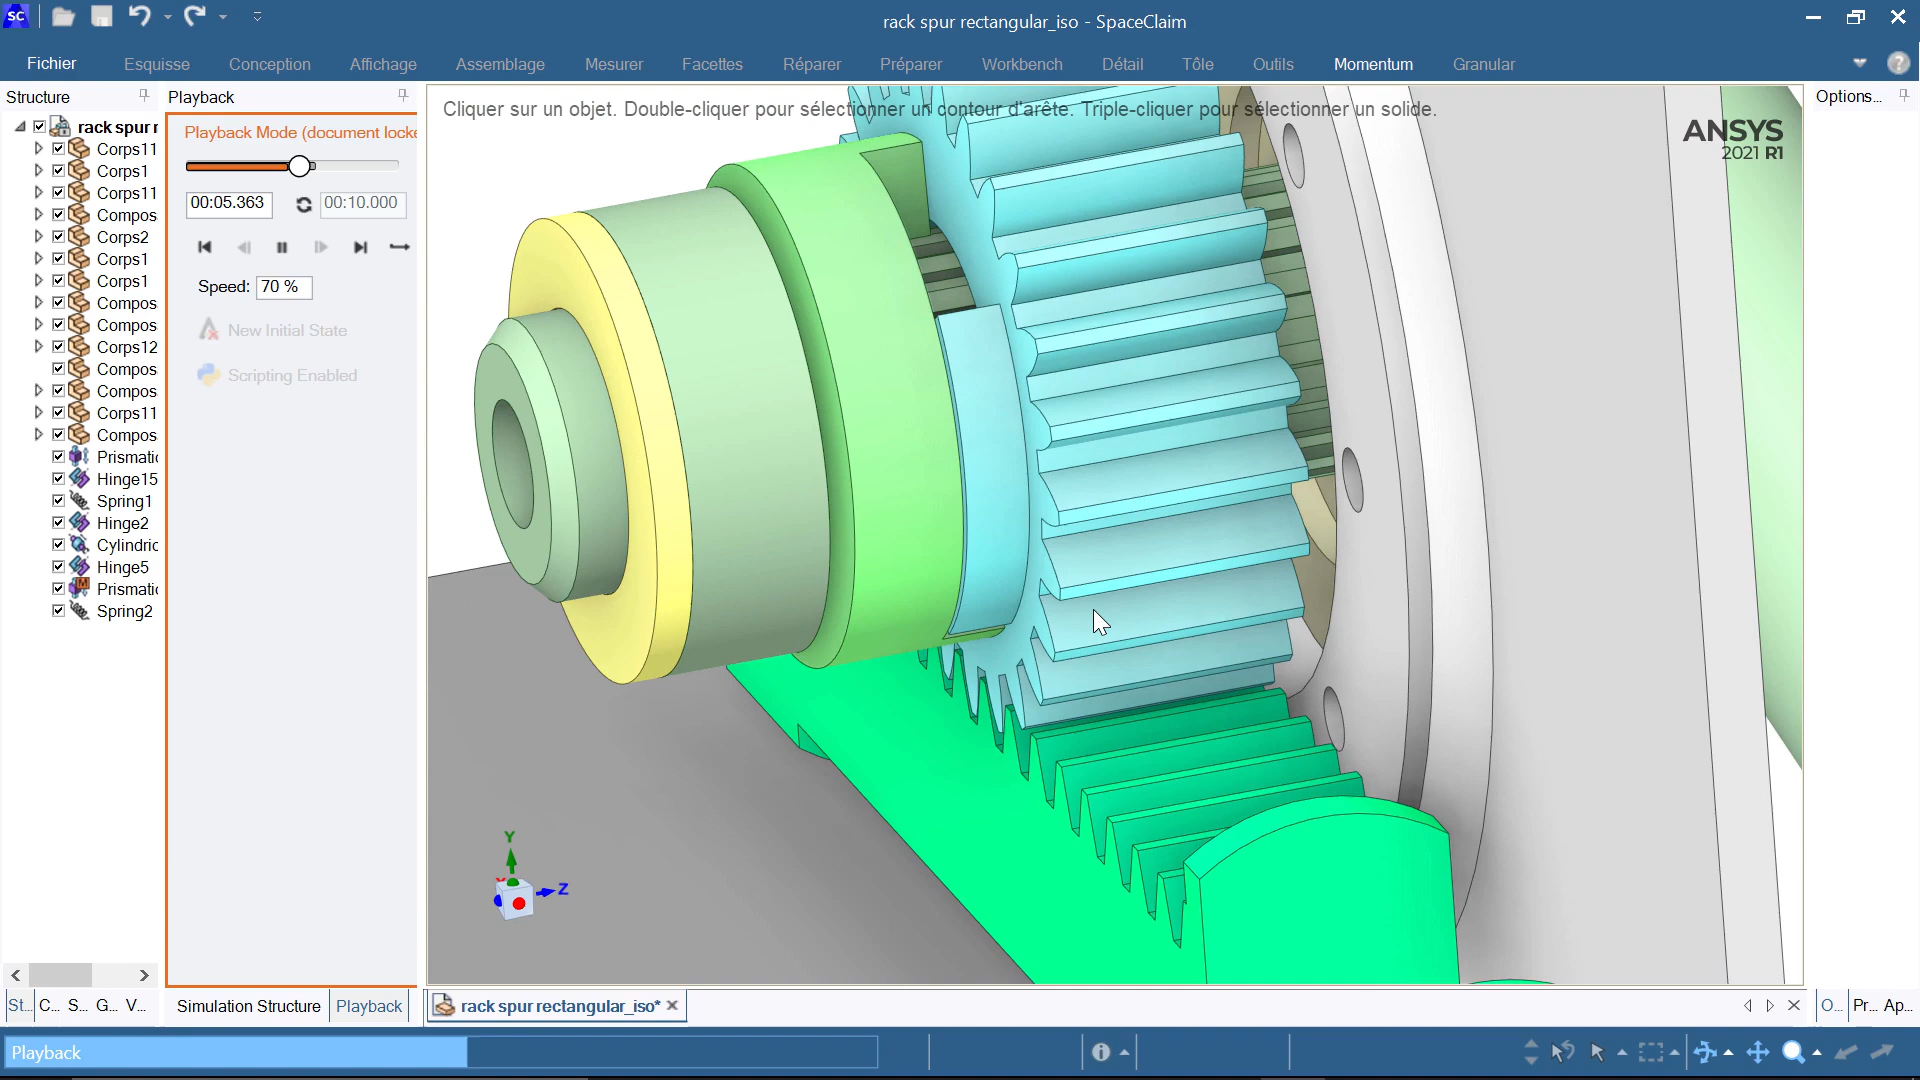 SC
rack spur rectangular_iso - SpaceClaim
Fichier Esquisse Conception Affichage Assemblage Mesurer Facettes Réparer Préparer Workbench Détail Tôle Outils Momentum Granular
?
Structure
rack spur r
Corps11
Corps1
Corps11
Compos
Corps2
Corps1
Corps1
Compos
Compos
Corps12
Compos
Compos
Corps11
Compos
Prismatic
Hinge15
Spring1
Hinge2
Cylindric
Hinge5
Prismatic
Spring2
St... C... S... G... V...
Playback
Playback Mode (document locke
00:05.363 00:10.000
Speed: 70 %
New Initial State
Scripting Enabled
Simulation Structure Playback
Cliquer sur un objet. Double-cliquer pour sélectionner un contour d'arête. Triple-cliquer pour sélectionner un solide.
ANSYS
2021 R1
Y
Z
rack spur rectangular_iso*
Options...
O... Pr... Ap...
Playback